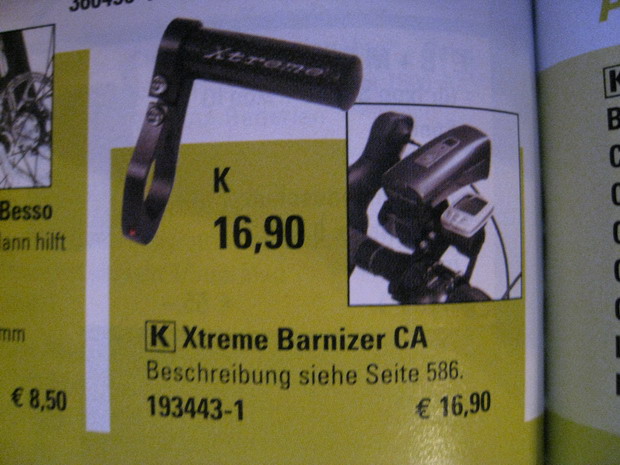 Xtreme
K
16,90
K Xtreme Barnizer CA
Beschreibung siehe Seite 586.
193443-1 € 16,90
Besso
ann hilft
mm
€ 8,50
K